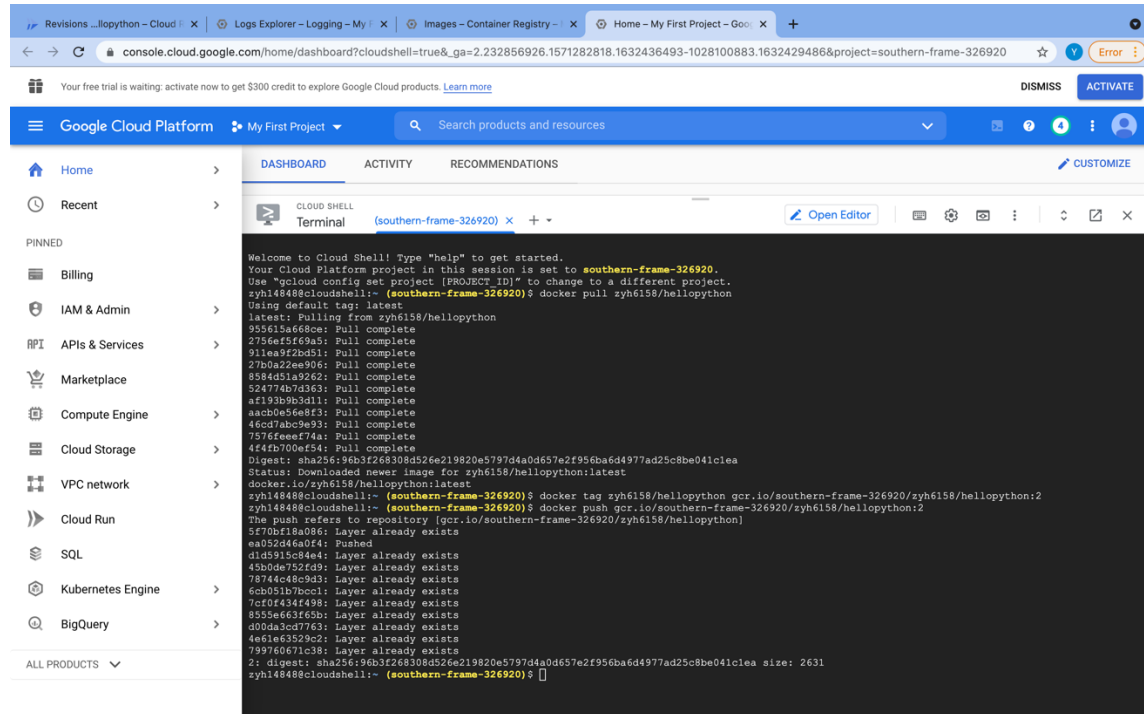 Revisions ...llopython – Cloud R
Logs Explorer – Logging – My F
Images – Container Registry –
Home – My First Project – Goog
console.cloud.google.com/home/dashboard?cloudshell=true&_ga=2.232856926.1571282818.1632436493-1028100883.1632429486&project=southern-frame-326920
Y
Error
Your free trial is waiting: activate now to get $300 credit to explore Google Cloud products. Learn more
DISMISS
ACTIVATE
Google Cloud Platform
My First Project
Search products and resources
4
Home
Recent
PINNED
Billing
IAM & Admin
API APIs & Services
Marketplace
Compute Engine
Cloud Storage
VPC network
Cloud Run
SQL
Kubernetes Engine
BigQuery
ALL PRODUCTS
DASHBOARD
ACTIVITY
RECOMMENDATIONS
CUSTOMIZE
CLOUD SHELL
Terminal
(southern-frame-326920)
Open Editor
Welcome to Cloud Shell! Type "help" to get started.
Your Cloud Platform project in this session is set to southern-frame-326920.
Use "gcloud config set project [PROJECT_ID]" to change to a different project.
zyh14848@cloudshell:~ (southern-frame-326920)$ docker pull zyh6158/hellopython
Using default tag: latest
latest: Pulling from zyh6158/hellopython
955615a668ce: Pull complete
2756ef5f69a5: Pull complete
911ea9f2bd51: Pull complete
27b0a22ee906: Pull complete
8584d51a9262: Pull complete
524774b7d363: Pull complete
af193b9b3d11: Pull complete
aacb0e56e8f3: Pull complete
46cd7abc9e93: Pull complete
7576feeef74a: Pull complete
4f4fb700ef54: Pull complete
Digest: sha256:96b3f268308d526e219820e5797d4a0d657e2f956ba6d4977ad25c8be041c1ea
Status: Downloaded newer image for zyh6158/hellopython:latest
docker.io/zyh6158/hellopython:latest
zyh14848@cloudshell:~ (southern-frame-326920)$ docker tag zyh6158/hellopython gcr.io/southern-frame-326920/zyh6158/hellopython:2
zyh14848@cloudshell:~ (southern-frame-326920)$ docker push gcr.io/southern-frame-326920/zyh6158/hellopython:2
The push refers to repository [gcr.io/southern-frame-326920/zyh6158/hellopython]
5f70bf18a086: Layer already exists
ea052d46a0f4: Pushed
d1d5915c84e4: Layer already exists
45b0de752fd9: Layer already exists
78744c48c9d3: Layer already exists
6cb051b7bcc1: Layer already exists
7cf0f434f498: Layer already exists
8555e663f65b: Layer already exists
d00da3cd7763: Layer already exists
4e61e63529c2: Layer already exists
799760671c38: Layer already exists
2: digest: sha256:96b3f268308d526e219820e5797d4a0d657e2f956ba6d4977ad25c8be041c1ea size: 2631
zyh14848@cloudshell:~ (southern-frame-326920)$